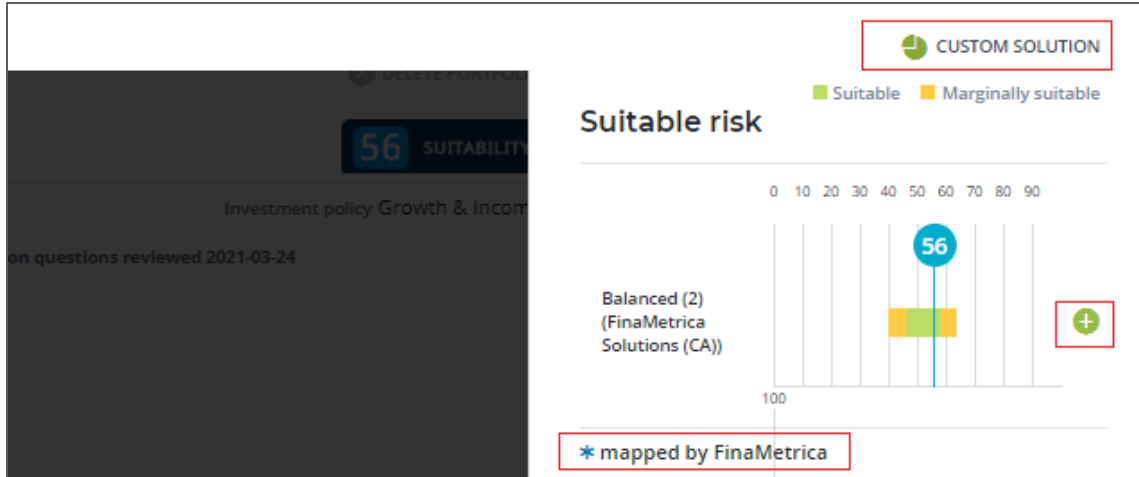 CUSTOM SOLUTION
DELETE PORTFOL
Suitable Marginally suitable
Suitable risk
56 SUITABILITY
0 10 20 30 40 50 60 70 80 90
Investment policy Growth & Incom
56
on questions reviewed 2021-03-24
Balanced (2)
(FinaMetrica
Solutions (CA))
100
* mapped by FinaMetrica